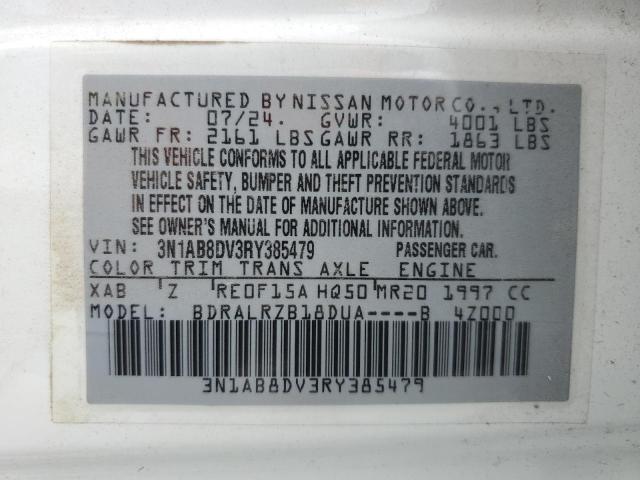 MANUFACTURED BY NISSAN MOTOR CO., LTD.
DATE: 07/24. GVWR: 4001 LBS
GAWR FR: 2161 LBS GAWR RR: 1863 LBS
THIS VEHICLE CONFORMS TO ALL APPLICABLE FEDERAL MOTOR
VEHICLE SAFETY, BUMPER AND THEFT PREVENTION STANDARDS
IN EFFECT ON THE DATE OF MANUFACTURE SHOWN ABOVE.
SEE OWNER'S MANUAL FOR ADDITIONAL INFORMATION.
VIN: 3N1AB8DV3RY385479 PASSENGER CAR.
COLOR TRIM TRANS AXLE ENGINE
XAB Z RE0F15A HQ50 MR20 1997 CC
MODEL: BDRALRZB18DUA----B 4Z000
3N1AB8DV3RY385479